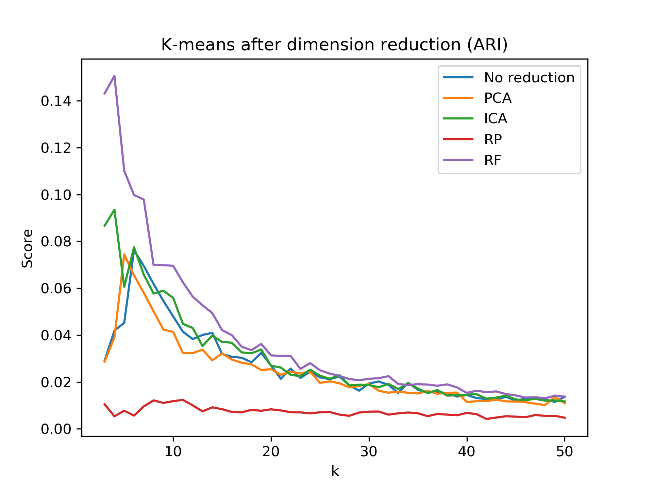 K-means after dimension reduction (ARI)
No reduction
PCA
ICA
RP
RF
Score
0.14
0.12
0.10
0.08
0.06
0.04
0.02
0.00
10
20
30
40
50
k